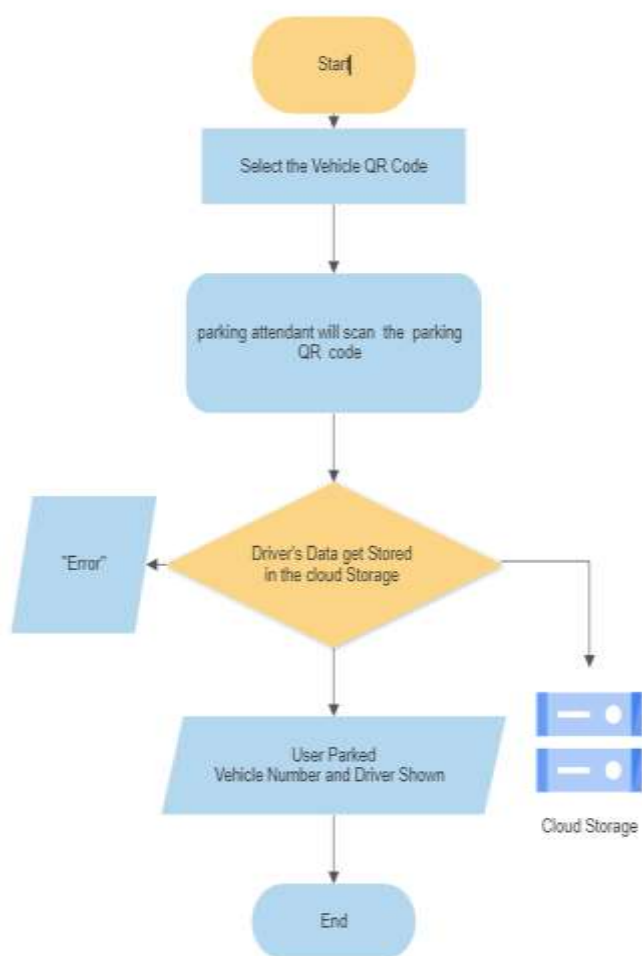 Start
Select the Vehicle QR Code
parking attendant will scan the parking
QR code
"Error"
Driver's Data get Stored
in the cloud Storage
User Parked
Vehicle Number and Driver Shown
Cloud Storage
End